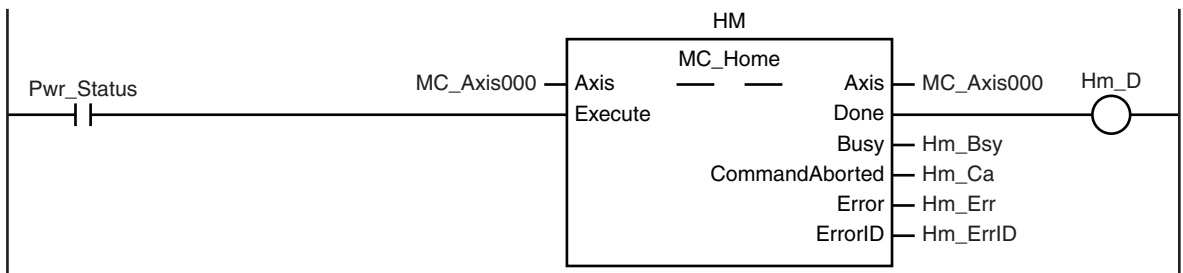 HM
MC_Home
Pwr_Status
MC_Axis000 Axis Axis MC_Axis000 Hm_D
Execute Done
Busy Hm_Bsy
CommandAborted Hm_Ca
Error Hm_Err
ErrorID Hm_ErrID